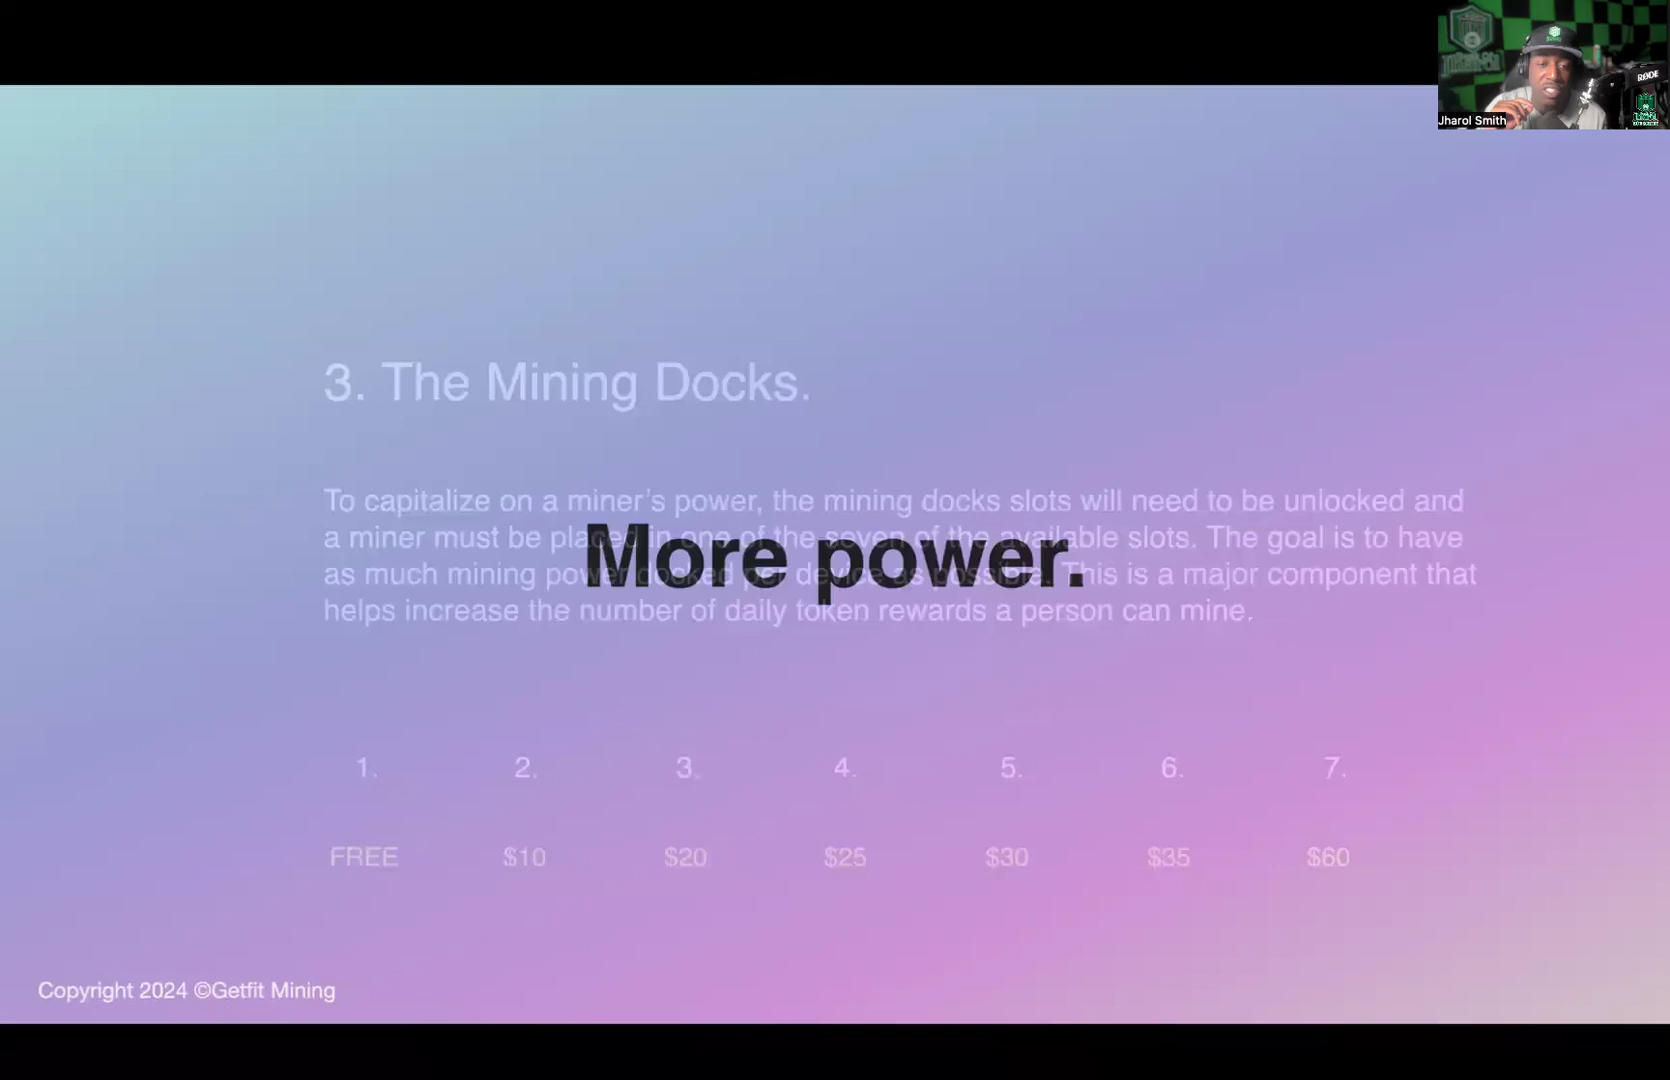 RØDE
Jharol Smith
3. The Mining Docks.
To capitalize on a miner's power, the mining docks slots will need to be unlocked and
a miner must be placed in one of the seven of the available slots. The goal is to have
as much mining power docked per device as possible. This is a major component that
helps increase the number of daily token rewards a person can mine.
More power.
1. 2. 3. 4. 5. 6. 7.
FREE $10 $20 $25 $30 $35 $60
Copyright 2024 ©Getfit Mining